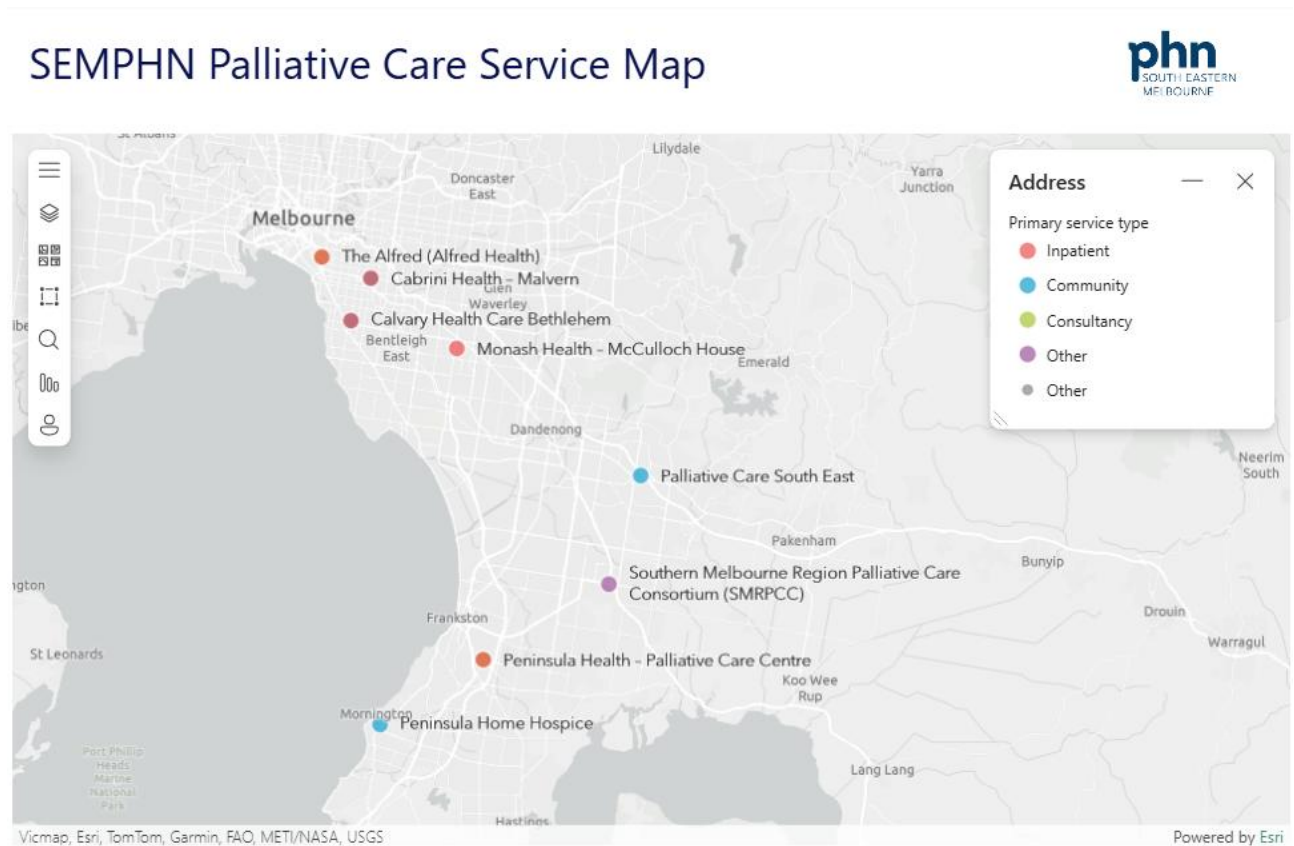 SEMPHN Palliative Care Service Map
phn
SOUTH EASTERN
MELBOURNE
St Albans
Lilydale
Yarra
Junction
Doncaster
East
Melbourne
The Alfred (Alfred Health)
Cabrini Health - Malvern
Glen
Waverley
Calvary Health Care Bethlehem
Bentleigh
East
Monash Health - McCulloch House
Emerald
Dandenong
Palliative Care South East
Neerim
South
Pakenham
Bunyip
Southern Melbourne Region Palliative Care
Consortium (SMRPCC)
Frankston
Drouin
Warragul
St Leonards
Peninsula Health - Palliative Care Centre
Koo Wee
Rup
Mornington
Peninsula Home Hospice
Port Phillip
Heads
Marine
National
Park
Lang Lang
Hastings
Address
Primary service type
Inpatient
Community
Consultancy
Other
Other
Vicmap, Esri, TomTom, Garmin, FAO, METI/NASA, USGS
Powered by Esri